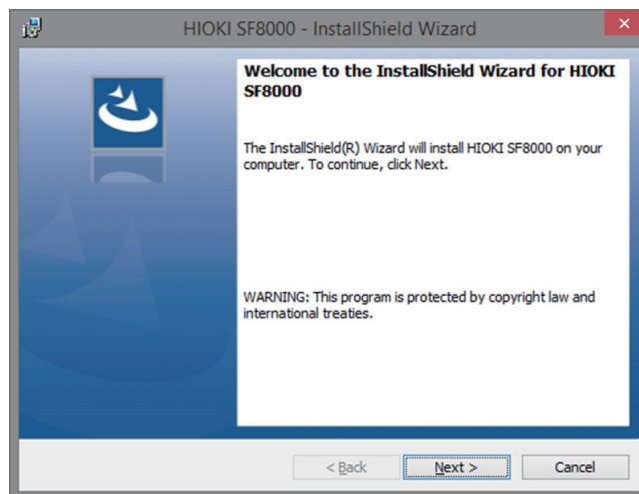 HIOKI SF8000 - InstallShield Wizard
Welcome to the InstallShield Wizard for HIOKI
SF8000
The InstallShield(R) Wizard will install HIOKI SF8000 on your
computer. To continue, click Next.
WARNING: This program is protected by copyright law and
international treaties.
< Back
Next >
Cancel